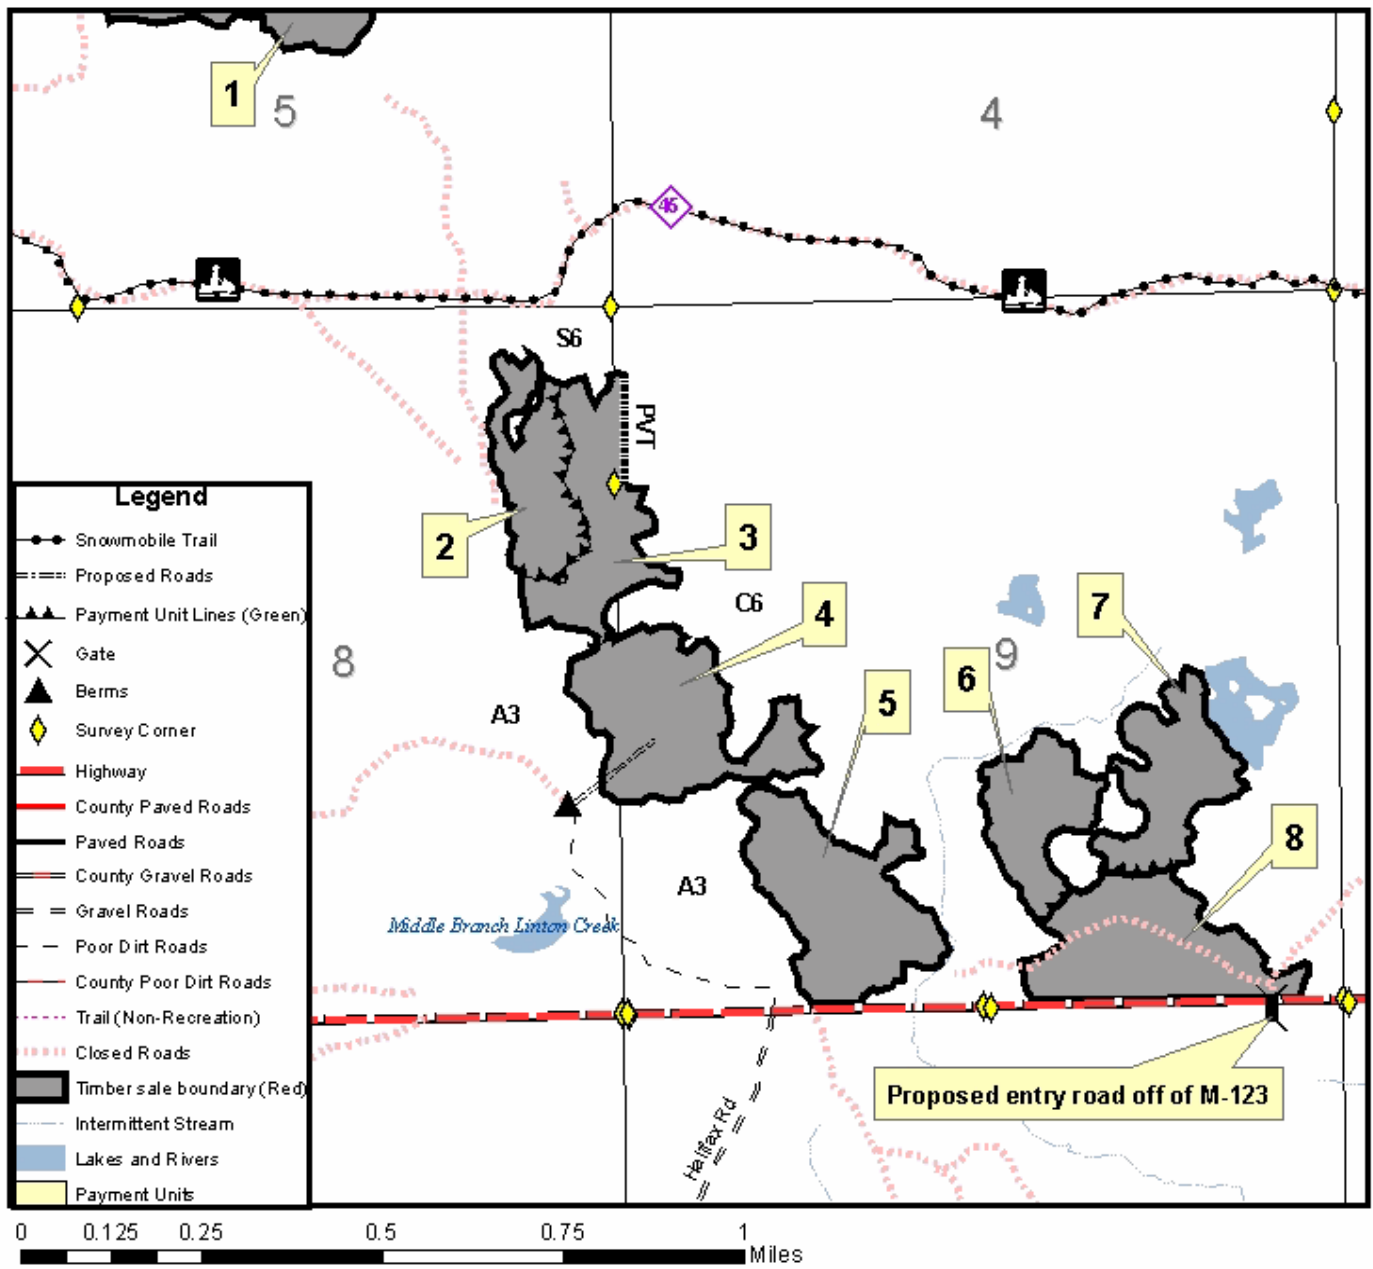 1
5
4
45
S6
PVT
2
3
C6
4
7
9
6
5
8
A3
8
A3
Middle Branch Linton Creek
Proposed entry road off of M-123
Halifax Rd
Legend
Snowmobile Trail
Proposed Roads
Payment Unit Lines (Green)
Gate
Berms
Survey Corner
Highway
County Paved Roads
Paved Roads
County Gravel Roads
Gravel Roads
Poor Dirt Roads
County Poor Dirt Roads
Trail (Non-Recreation)
Closed Roads
Timber sale boundary (Red)
Intermittent Stream
Lakes and Rivers
Payment Units
0 0.125 0.25 0.5 0.75 1
Miles